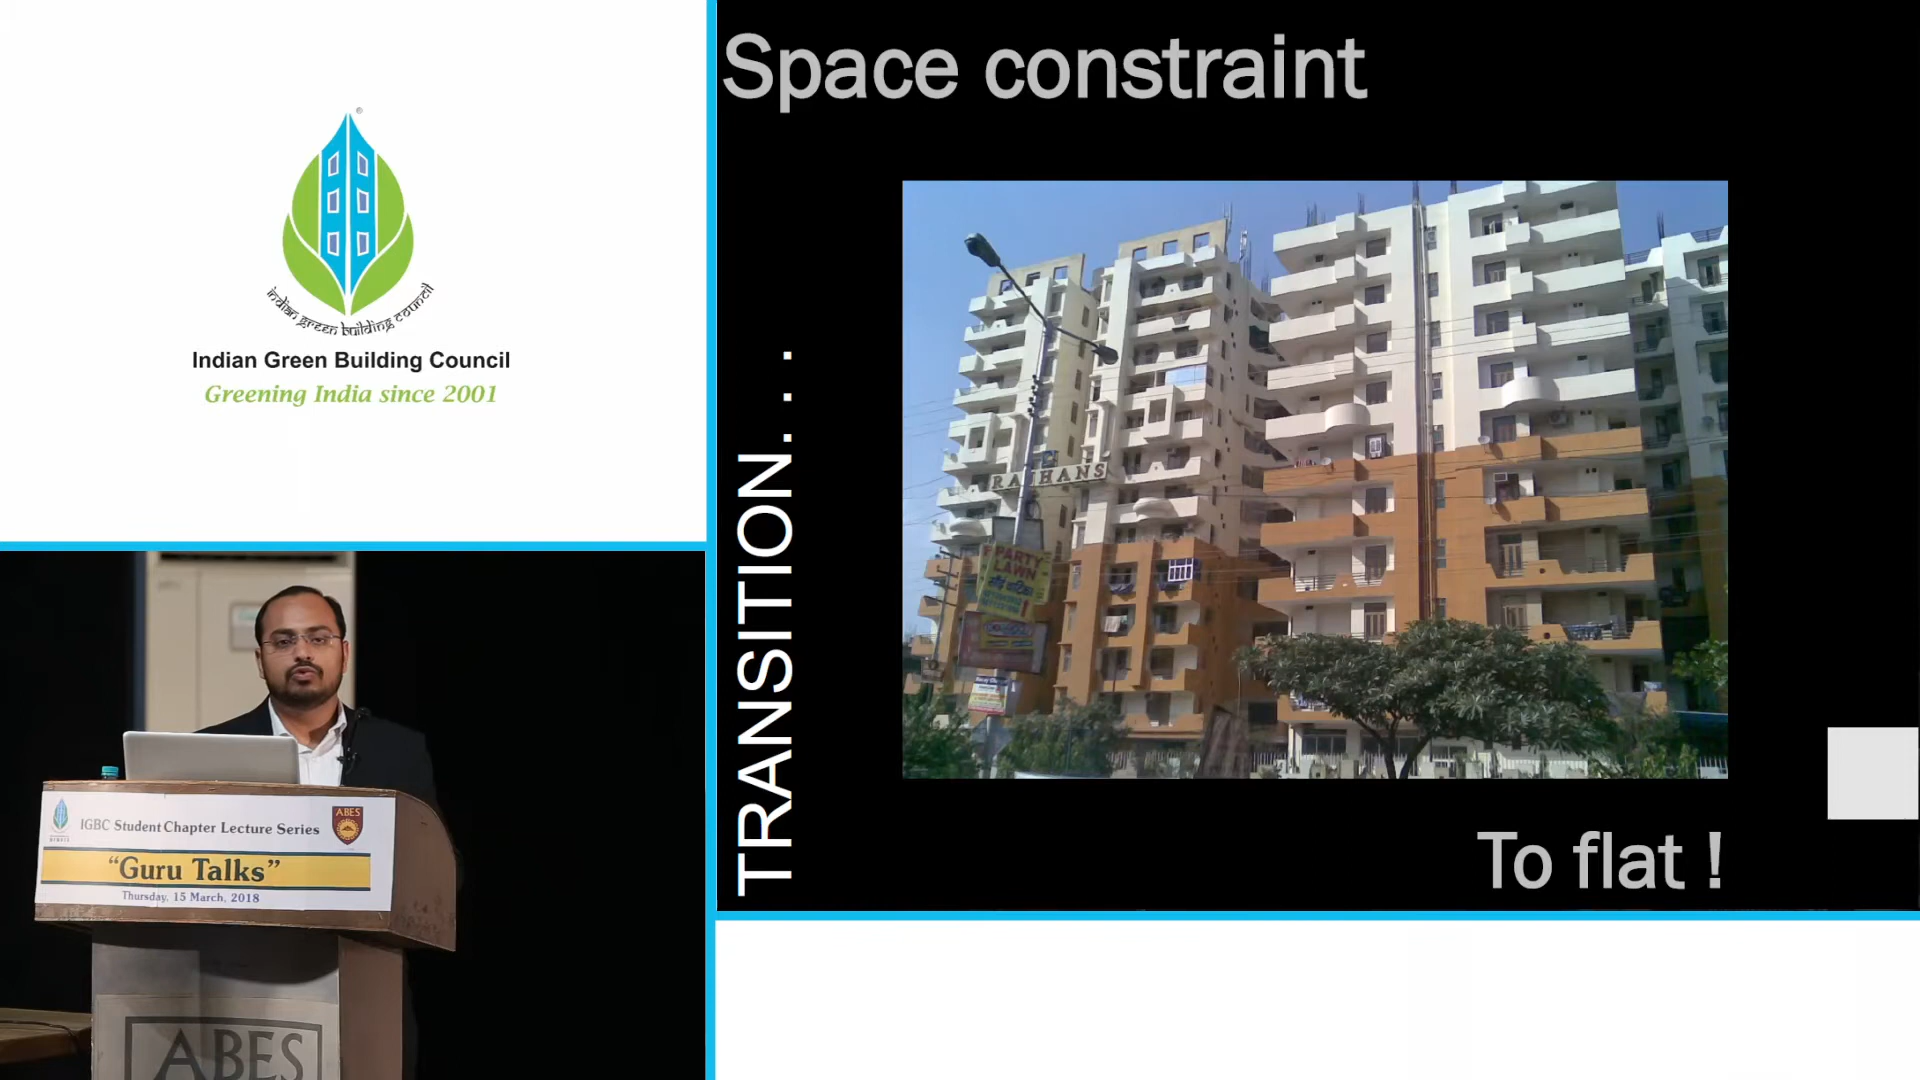 indian green building council
Indian Green Building Council
Greening India since 2001
Space constraint
TRANSITION. . .
RAJHANS
PARTY
LAWN
To flat !
IGBC Student Chapter Lecture Series
ABES
"Guru Talks"
Thursday, 15 March, 2018
ABES